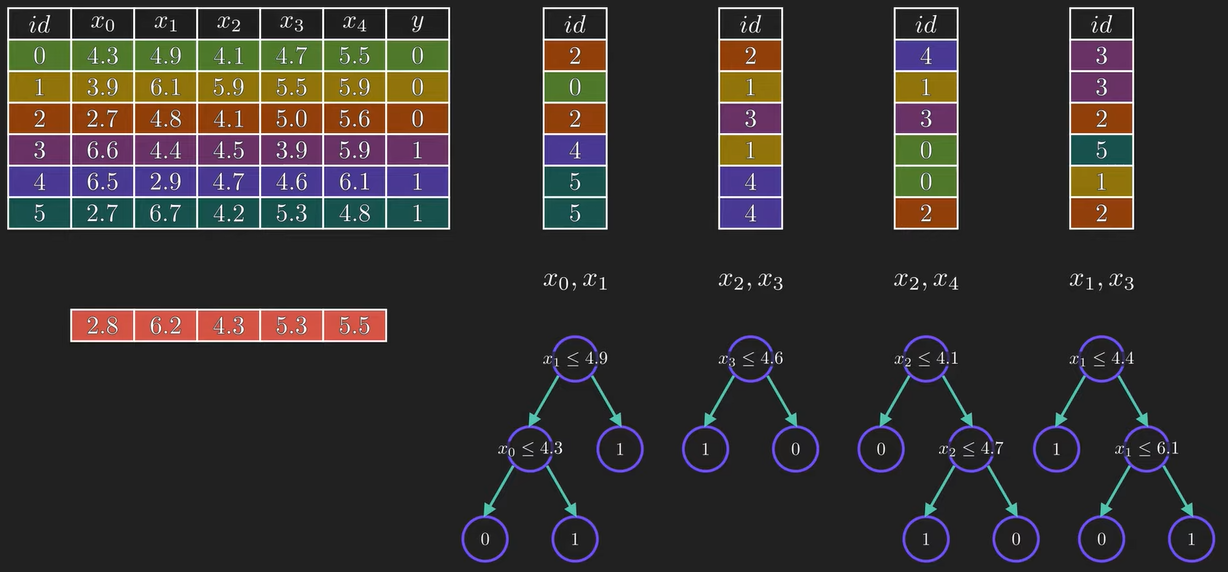 id x₀ x₁ x₂ x₃ x₄ y
0 4.3 4.9 4.1 4.7 5.5 0
1 3.9 6.1 5.9 5.5 5.9 0
2 2.7 4.8 4.1 5.0 5.6 0
3 6.6 4.4 4.5 3.9 5.9 1
4 6.5 2.9 4.7 4.6 6.1 1
5 2.7 6.7 4.2 5.3 4.8 1
id
2
0
2
4
5
5
id
2
1
3
1
4
4
id
4
1
3
0
0
2
id
3
3
2
5
1
2
x₀, x₁
x₂, x₃
x₂, x₄
x₁, x₃
2.8 6.2 4.3 5.3 5.5
x₁ ≤ 4.9
x₀ ≤ 4.3
1
0
1
x₃ ≤ 4.6
1
0
x₂ ≤ 4.1
0
x₂ ≤ 4.7
1
0
x₁ ≤ 4.4
1
x₁ ≤ 6.1
0
1